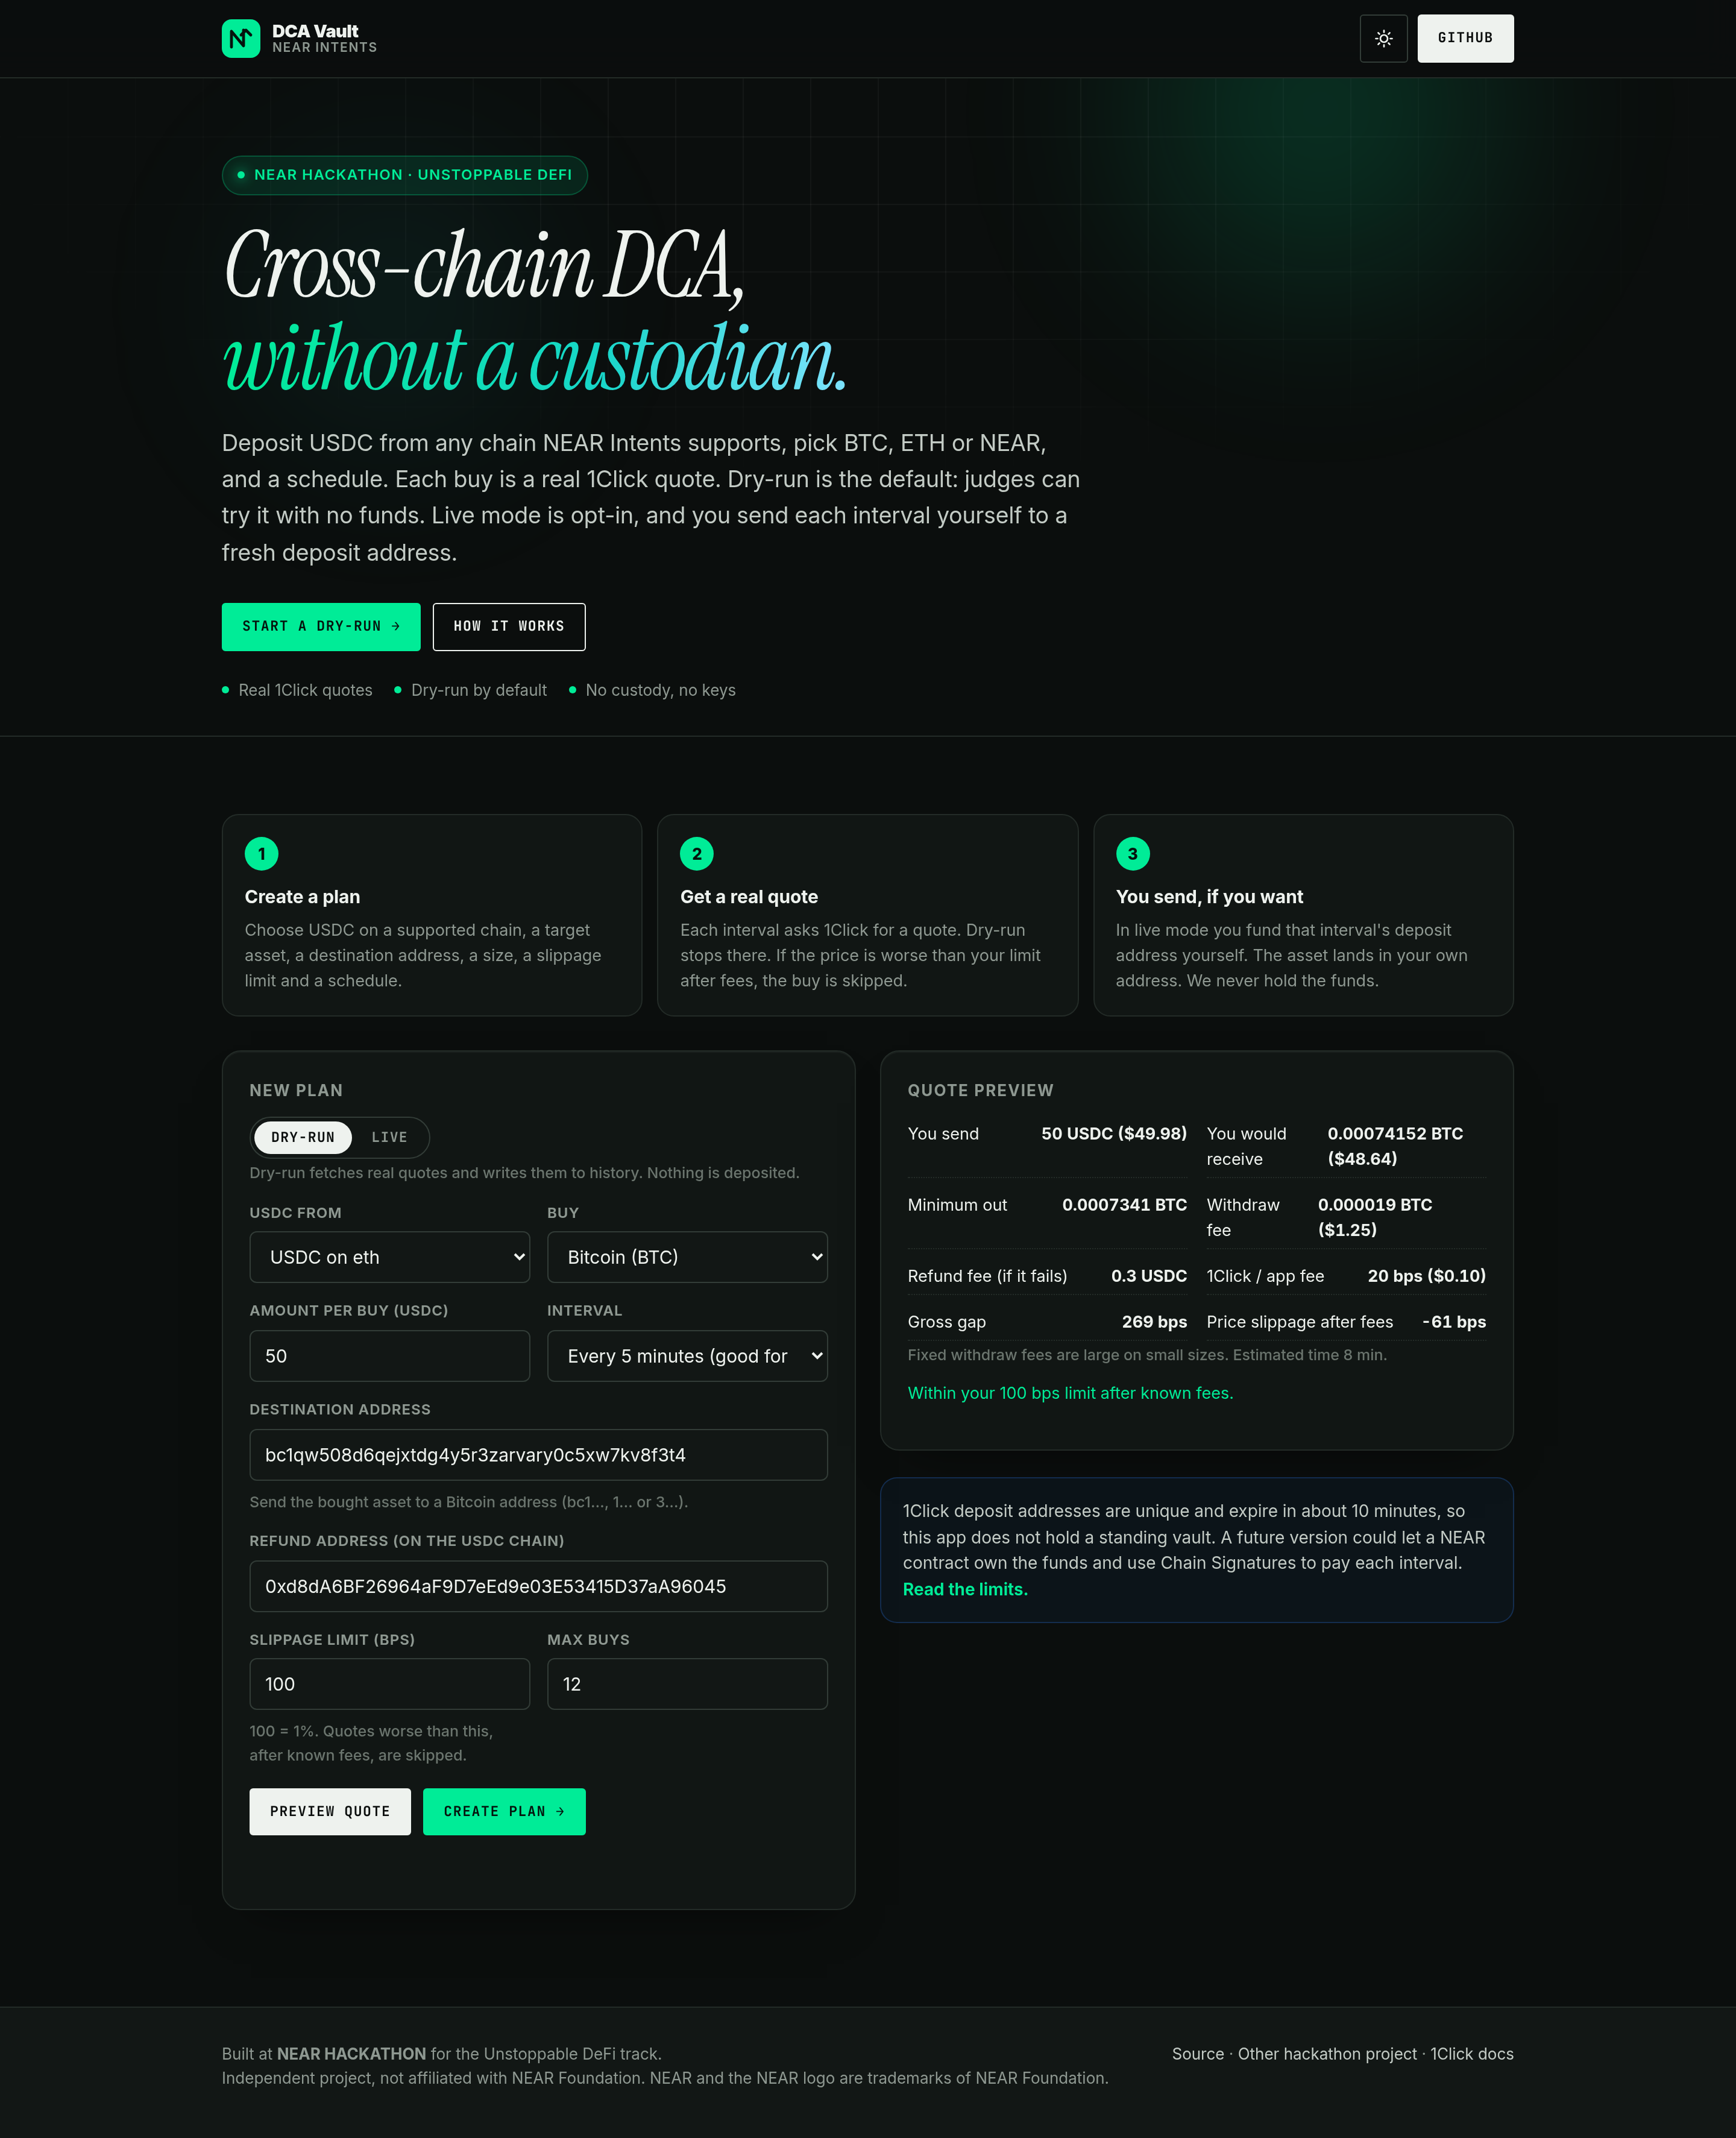 DCA Vault
NEAR INTENTS
GITHUB
NEAR HACKATHON · UNSTOPPABLE DEFI
Cross-chain DCA,
without a custodian.
Deposit USDC from any chain NEAR Intents supports, pick BTC, ETH or NEAR,
and a schedule. Each buy is a real 1Click quote. Dry-run is the default: judges can
try it with no funds. Live mode is opt-in, and you send each interval yourself to a
fresh deposit address.
START A DRY-RUN →
HOW IT WORKS
Real 1Click quotes
Dry-run by default
No custody, no keys
1
Create a plan
Choose USDC on a supported chain, a target
asset, a destination address, a size, a slippage
limit and a schedule.
2
Get a real quote
Each interval asks 1Click for a quote. Dry-run
stops there. If the price is worse than your limit
after fees, the buy is skipped.
3
You send, if you want
In live mode you fund that interval's deposit
address yourself. The asset lands in your own
address. We never hold the funds.
NEW PLAN
DRY-RUN
LIVE
Dry-run fetches real quotes and writes them to history. Nothing is deposited.
USDC FROM
BUY
USDC on eth
Bitcoin (BTC)
AMOUNT PER BUY (USDC)
INTERVAL
50
Every 5 minutes (good for
DESTINATION ADDRESS
bc1qw508d6qejxtdg4y5r3zarvary0c5xw7kv8f3t4
Send the bought asset to a Bitcoin address (bc1..., 1... or 3...).
REFUND ADDRESS (ON THE USDC CHAIN)
0xd8dA6BF26964aF9D7eEd9e03E53415D37aA96045
SLIPPAGE LIMIT (BPS)
MAX BUYS
100
12
100 = 1%. Quotes worse than this,
after known fees, are skipped.
PREVIEW QUOTE
CREATE PLAN →
QUOTE PREVIEW
You send 50 USDC ($49.98)
You would receive 0.00074152 BTC ($48.64)
Minimum out 0.0007341 BTC
Withdraw fee 0.000019 BTC ($1.25)
Refund fee (if it fails) 0.3 USDC
1Click / app fee 20 bps ($0.10)
Gross gap 269 bps
Price slippage after fees -61 bps
Fixed withdraw fees are large on small sizes. Estimated time 8 min.
Within your 100 bps limit after known fees.
1Click deposit addresses are unique and expire in about 10 minutes, so
this app does not hold a standing vault. A future version could let a NEAR
contract own the funds and use Chain Signatures to pay each interval.
Read the limits.
Built at NEAR HACKATHON for the Unstoppable DeFi track.
Independent project, not affiliated with NEAR Foundation. NEAR and the NEAR logo are trademarks of NEAR Foundation.
Source · Other hackathon project · 1Click docs